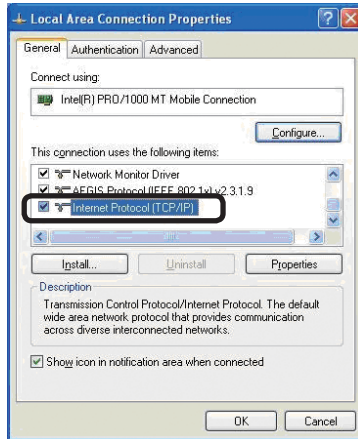 Local Area Connection Properties
General Authentication Advanced
Connect using:
Intel(R) PRO/1000 MT Mobile Connection
Configure...
This connection uses the following items:
Network Monitor Driver
AEGIS Protocol (IEEE 802.1x) v2.3.1.9
Internet Protocol (TCP/IP)
Install... Uninstall Properties
Description
Transmission Control Protocol/Internet Protocol. The default
wide area network protocol that provides communication
across diverse interconnected networks.
Show icon in notification area when connected
OK Cancel